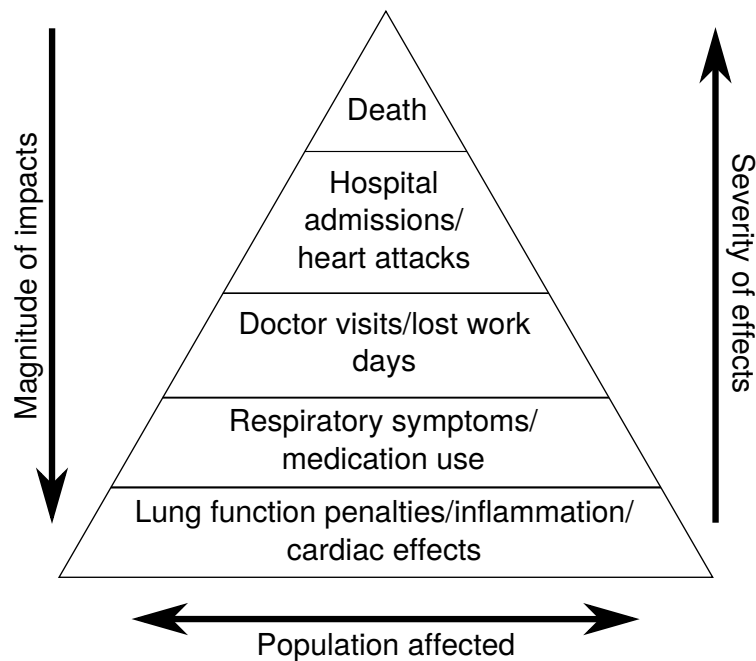 Death
Hospital
admissions/
heart attacks
Doctor visits/lost work
days
Respiratory symptoms/
medication use
Lung function penalties/inflammation/
cardiac effects
Magnitude of impacts
Severity of effects
Population affected